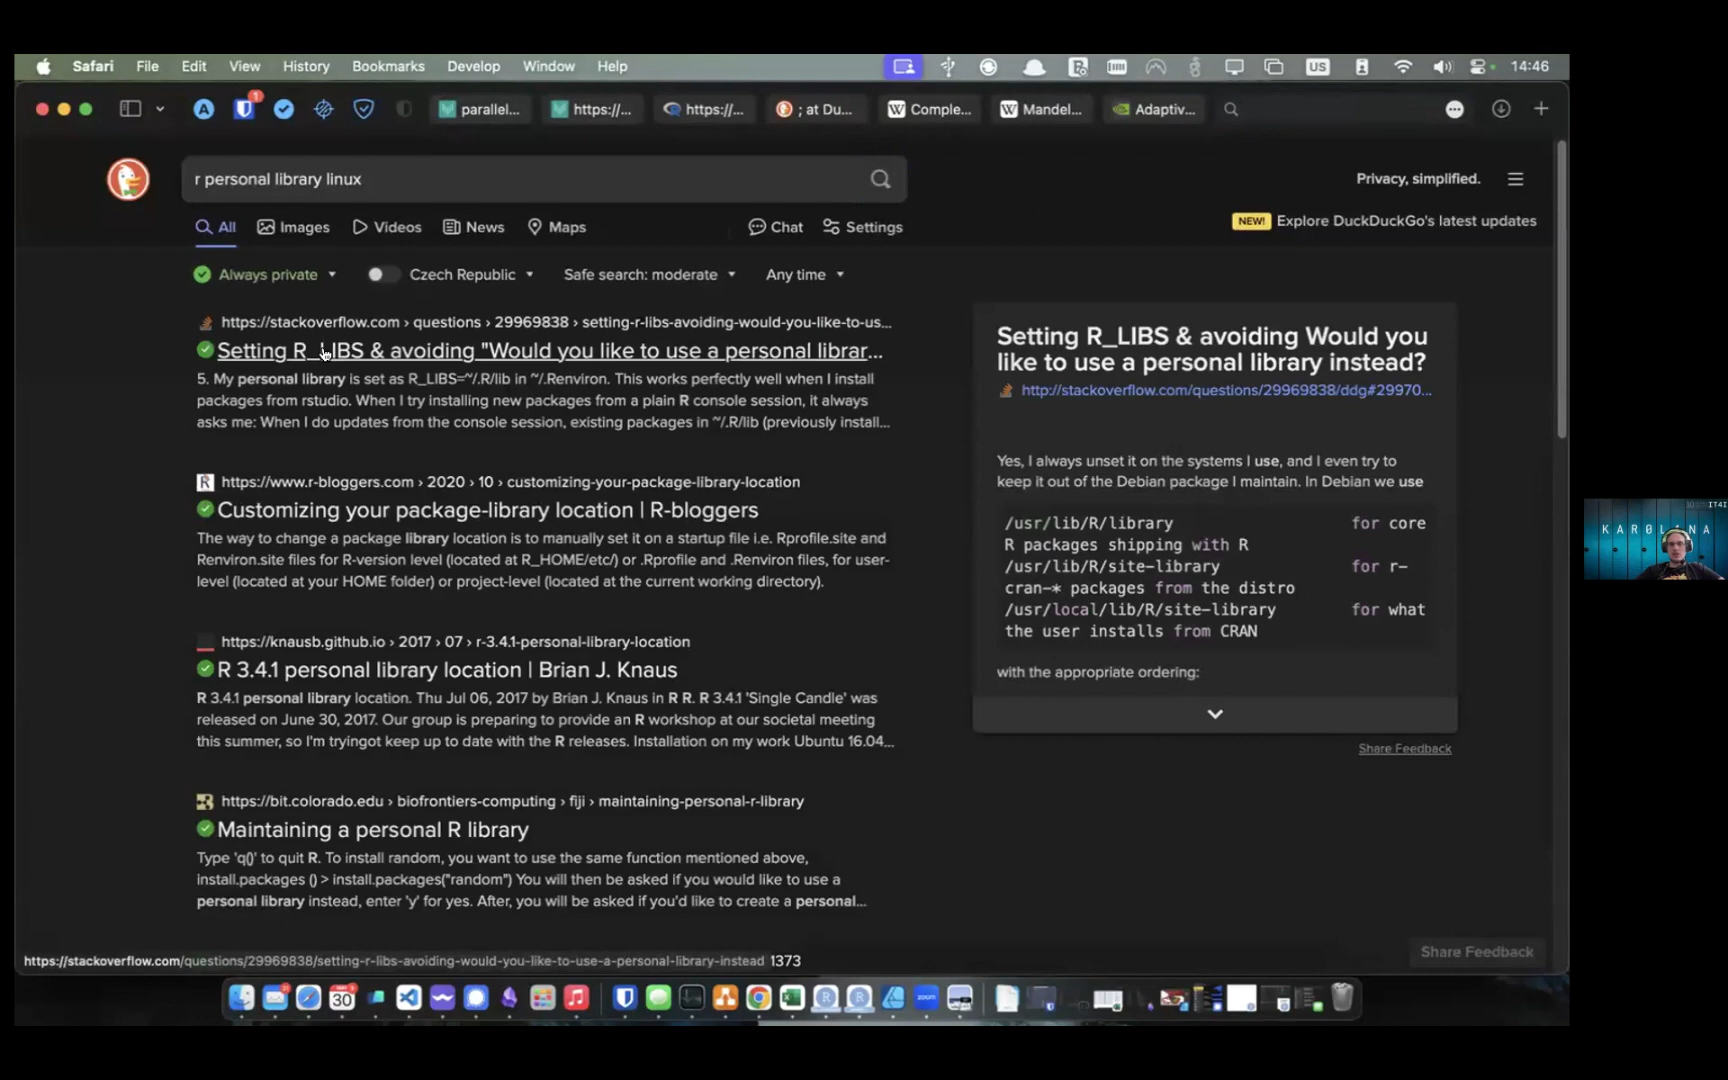 Safari File Edit View History Bookmarks Develop Window Help US 14:46
1 parallel... https://... https://... ; at Du... Comple... Mandel... Adaptiv...
r personal library linux
Privacy, simplified.
All Images Videos News Maps Chat Settings
NEW! Explore DuckDuckGo's latest updates
Always private Czech Republic Safe search: moderate Any time
https://stackoverflow.com › questions › 29969838 › setting-r-libs-avoiding-would-you-like-to-us...
Setting R_LIBS & avoiding "Would you like to use a personal librar...
5. My personal library is set as R_LIBS=~/.R/lib in ~/.Renviron. This works perfectly well when I install
packages from rstudio. When I try installing new packages from a plain R console session, it always
asks me: When I do updates from the console session, existing packages in ~/.R/lib (previously install...
https://www.r-bloggers.com › 2020 › 10 › customizing-your-package-library-location
Customizing your package-library location | R-bloggers
The way to change a package library location is to manually set it on a startup file i.e. Rprofile.site and
Renviron.site files for R-version level (located at R_HOME/etc/) or .Rprofile and .Renviron files, for user-
level (located at your HOME folder) or project-level (located at the current working directory).
https://knausb.github.io › 2017 › 07 › r-3.4.1-personal-library-location
R 3.4.1 personal library location | Brian J. Knaus
R 3.4.1 personal library location. Thu Jul 06, 2017 by Brian J. Knaus in R R. R 3.4.1 'Single Candle' was
released on June 30, 2017. Our group is preparing to provide an R workshop at our societal meeting
this summer, so I'm tryingot keep up to date with the R releases. Installation on my work Ubuntu 16.04...
https://bit.colorado.edu › biofrontiers-computing › fiji › maintaining-personal-r-library
Maintaining a personal R library
Type 'q()' to quit R. To install random, you want to use the same function mentioned above,
install.packages () > install.packages("random") You will then be asked if you would like to use a
personal library instead, enter 'y' for yes. After, you will be asked if you'd like to create a personal...
Setting R_LIBS & avoiding Would you
like to use a personal library instead?
http://stackoverflow.com/questions/29969838/ddg#29970...
Yes, I always unset it on the systems I use, and I even try to
keep it out of the Debian package I maintain. In Debian we use
/usr/lib/R/library for core
R packages shipping with R
/usr/lib/R/site-library for r-
cran-* packages from the distro
/usr/local/lib/R/site-library for what
the user installs from CRAN
with the appropriate ordering:
Share Feedback
Share Feedback
https://stackoverflow.com/questions/29969838/setting-r-libs-avoiding-would-you-like-to-use-a-personal-library-instead 1373
30 zoom
IT4I
KAROLINA